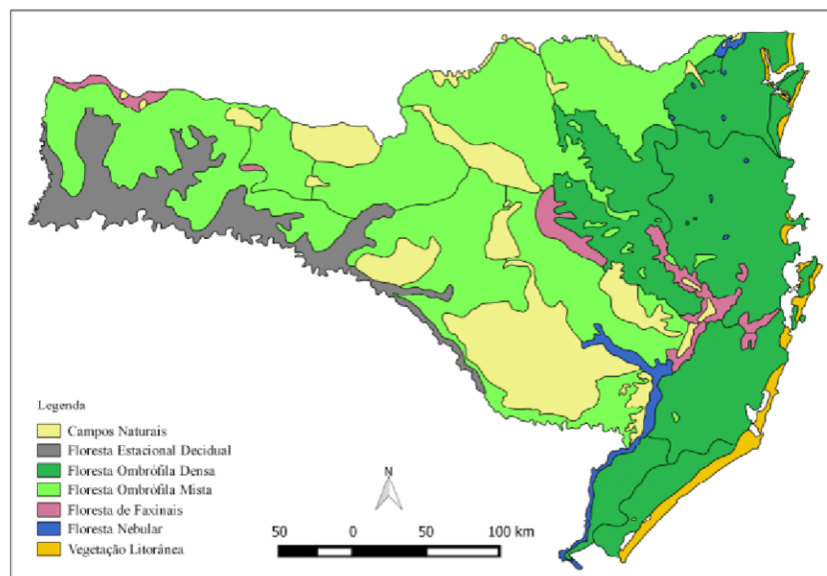 Legenda
Campos Naturais
Floresta Estacional Decidual
Floresta Ombrófila Densa
Floresta Ombrófila Mista
Floresta de Faxinais
Floresta Nebular
Vegetação Litorânea
N
50 0 50 100 km